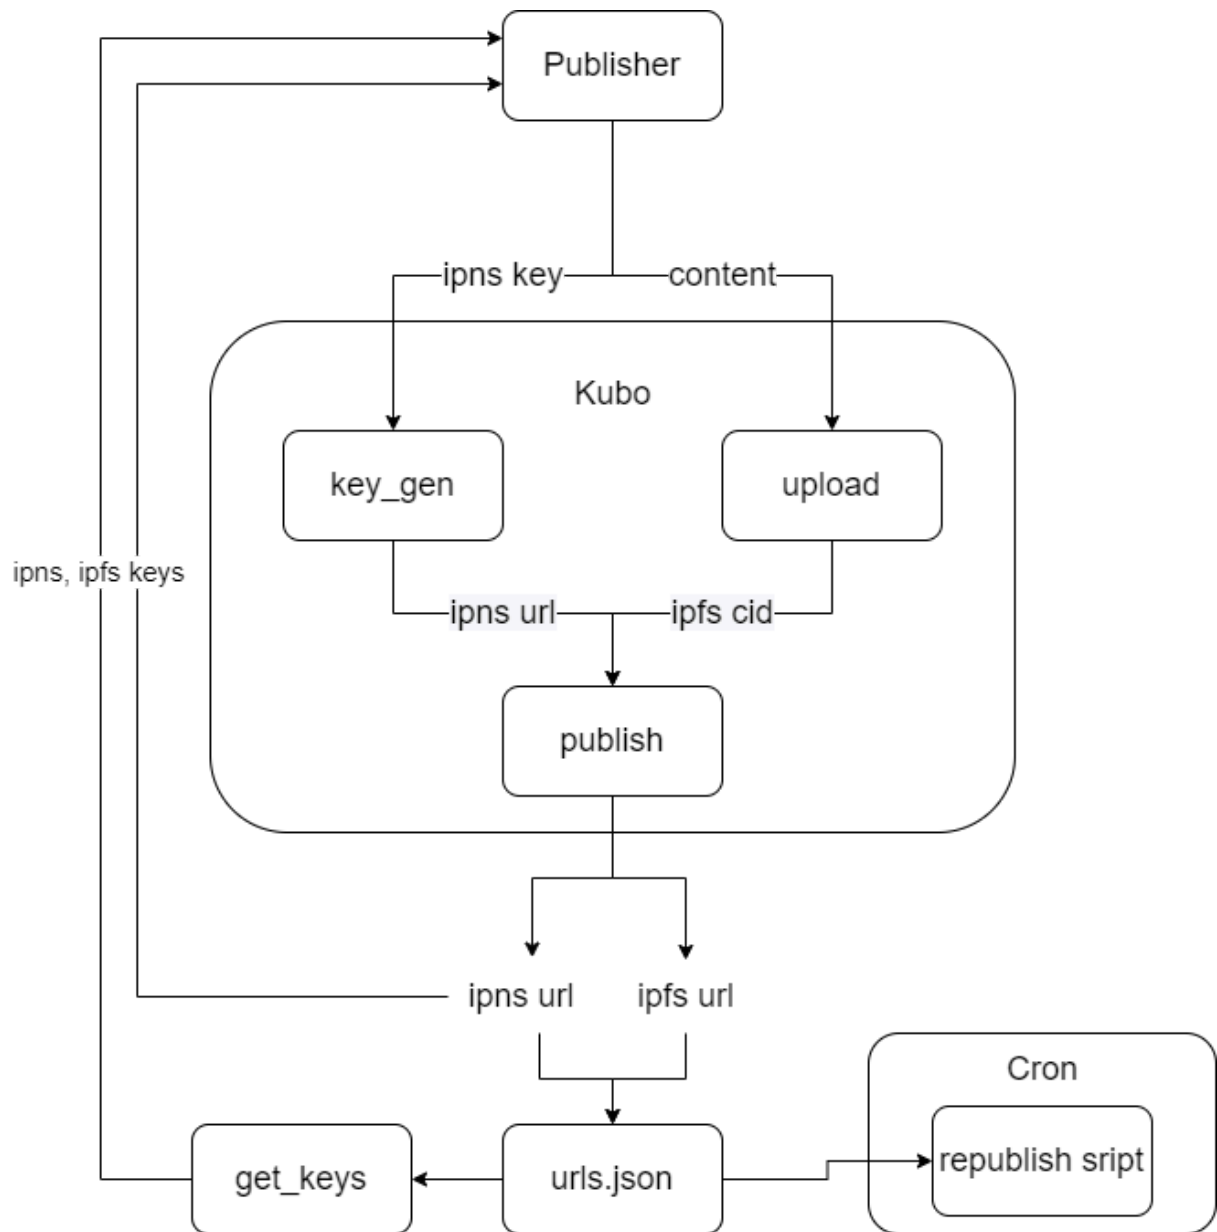 Publisher
ipns key
content
Kubo
key_gen
upload
ipns, ipfs keys
ipns url
ipfs cid
publish
ipns url
ipfs url
Cron
republish sript
get_keys
urls.json